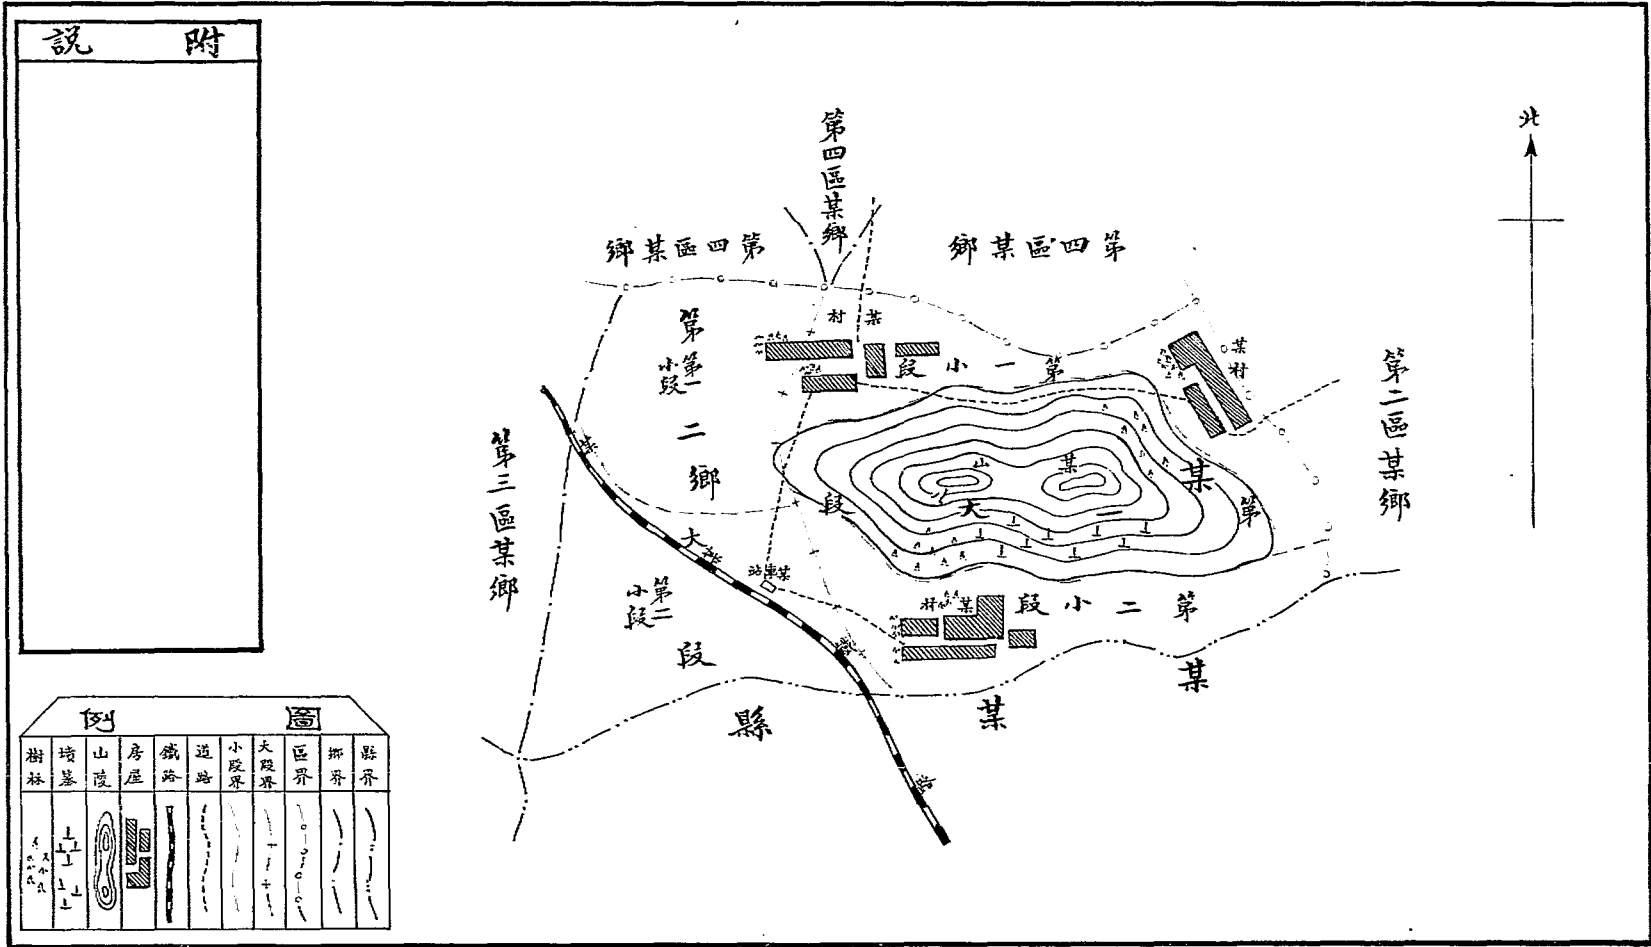 附說
北
第四區某鄉
第四區某鄉
第四區某鄉
第二區某鄉
第三區某鄉
某村
某村
某村
第一小段
第二小段
某山
第一大段
第二大段
第一小段
第二小段
某鄉
某車站
某某鐵路
某某縣
圖例
縣界
鄉界
區界
大段界
小段界
道路
鐵路
房屋
山陵
墳墓
樹林